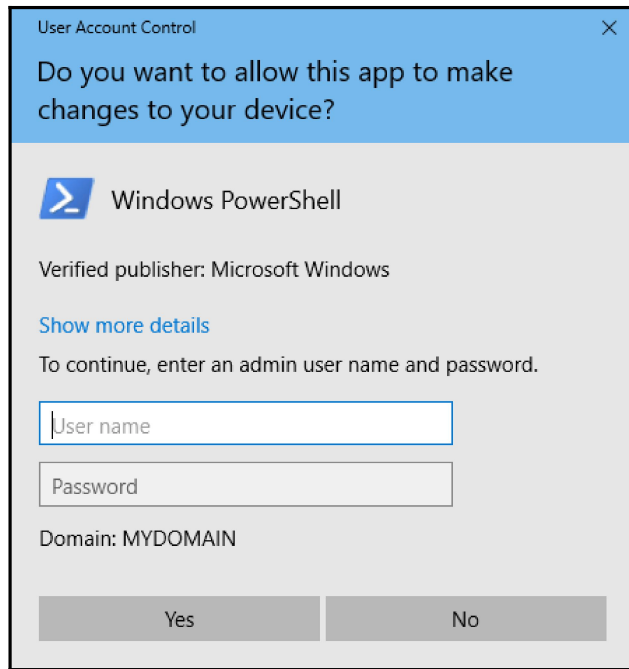 User Account Control
Do you want to allow this app to make
changes to your device?
Windows PowerShell
Verified publisher: Microsoft Windows
Show more details
To continue, enter an admin user name and password.
User name
Password
Domain: MYDOMAIN
Yes No